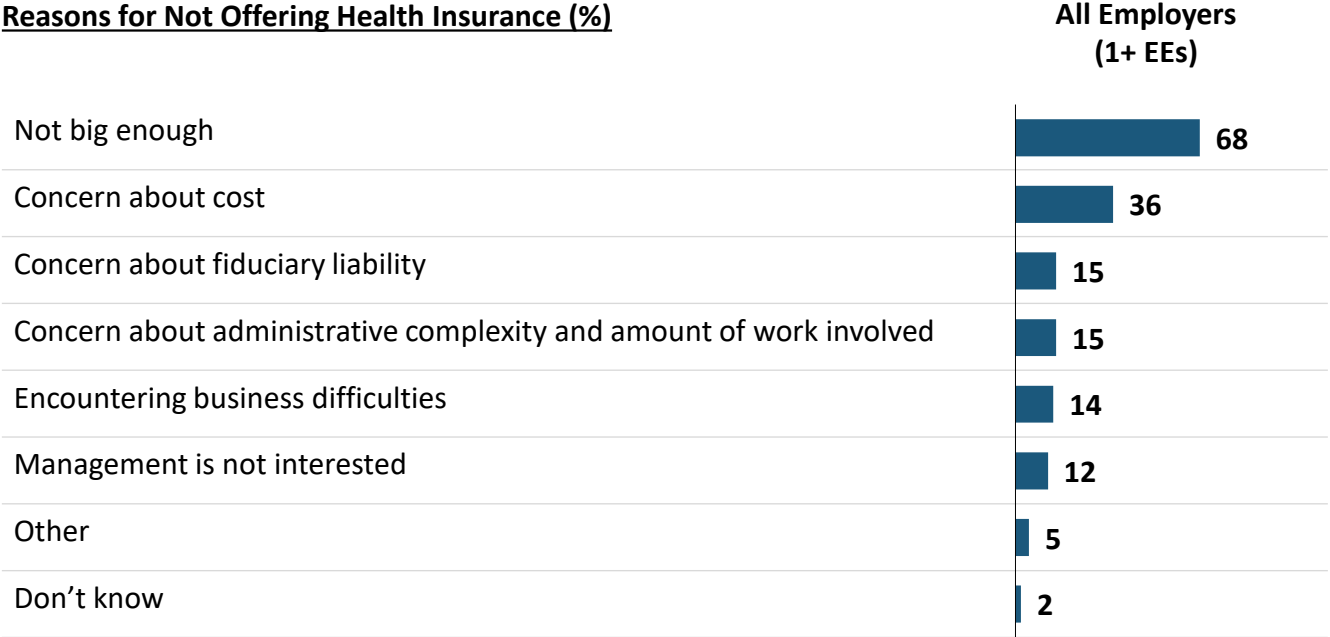 Reasons for Not Offering Health Insurance (%)
All Employers
(1+ EEs)
Not big enough 68
Concern about cost 36
Concern about fiduciary liability 15
Concern about administrative complexity and amount of work involved 15
Encountering business difficulties 14
Management is not interested 12
Other 5
Don’t know 2